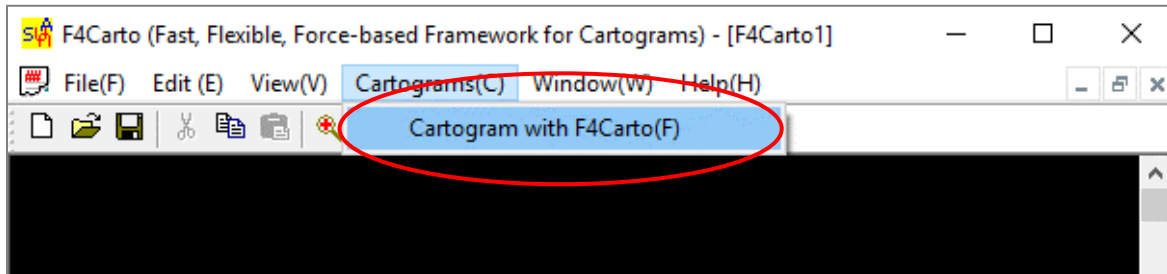 F4Carto (Fast, Flexible, Force-based Framework for Cartograms) - [F4Carto1]
File(F) Edit (E) View(V) Cartograms(C) Window(W) Help(H)
Cartogram with F4Carto(F)